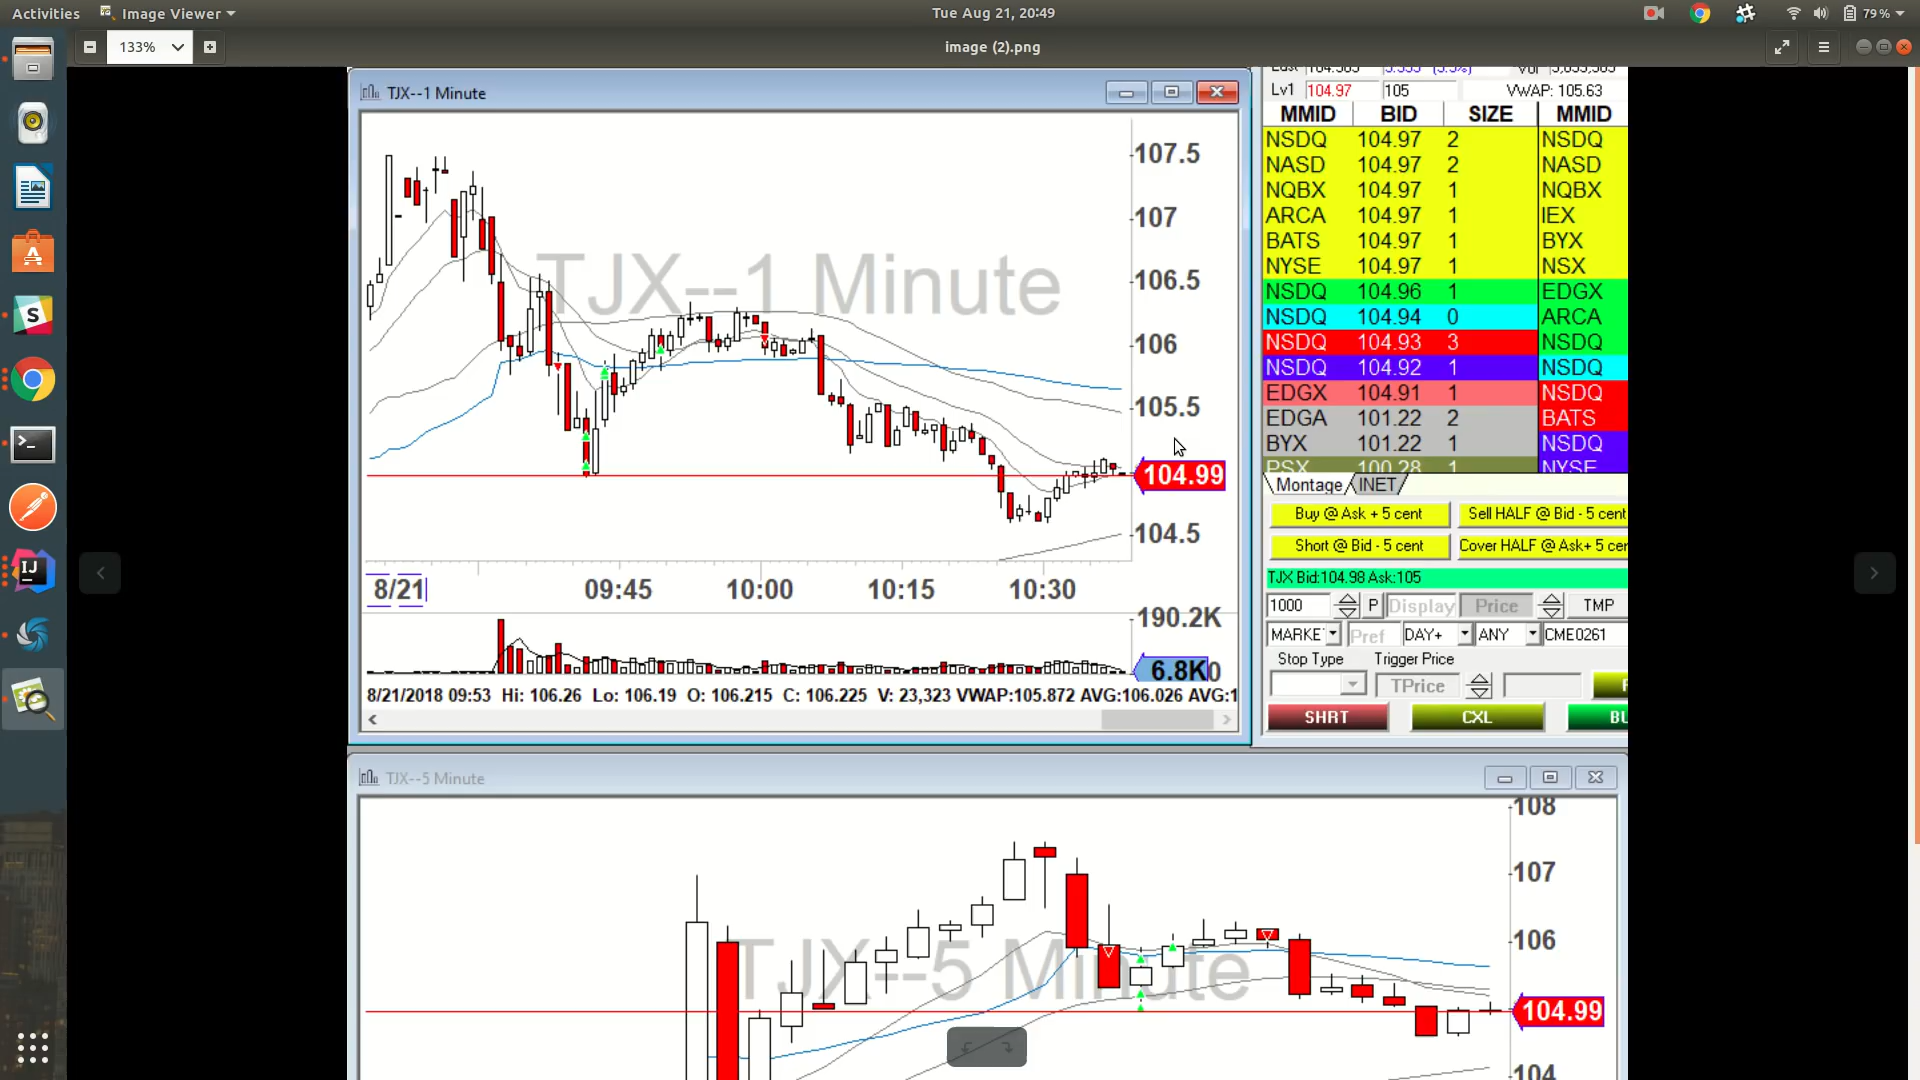 Activities Image Viewer Tue Aug 21, 20:49 79%
133% image (2).png
TJX--1 Minute
TJX--1 Minute
107.5
107
106.5
106
105.5
104.99
104.5
8/21 09:45 10:00 10:15 10:30
190.2K
6.8K0
8/21/2018 09:53 Hi: 106.26 Lo: 106.19 O: 106.215 C: 106.225 V: 23,323 VWAP:105.872 AVG:106.026 AVG:1
Lv1 104.97 105 VWAP: 105.63
MMID BID SIZE MMID
NSDQ 104.97 2 NSDQ
NASD 104.97 2 NASD
NQBX 104.97 1 NQBX
ARCA 104.97 1 IEX
BATS 104.97 1 BYX
NYSE 104.97 1 NSX
NSDQ 104.96 1 EDGX
NSDQ 104.94 0 ARCA
NSDQ 104.93 3 NSDQ
NSDQ 104.92 1 NSDQ
EDGX 104.91 1 NSDQ
EDGA 101.22 2 BATS
BYX 101.22 1 NSDQ
PSX 100.28 1 NYSE
Montage INET
Buy @ Ask + 5 cent Sell HALF @ Bid - 5 cent
Short @ Bid - 5 cent Cover HALF @ Ask+ 5 cen
TJX Bid:104.98 Ask:105
1000 P Display Price TMP
MARKE Pref DAY+ ANY CME0261
Stop Type Trigger Price
TPrice
SHRT CXL BU
TJX--5 Minute
TJX--5 Minute
108
107
106
104.99
104
IJ
S
A